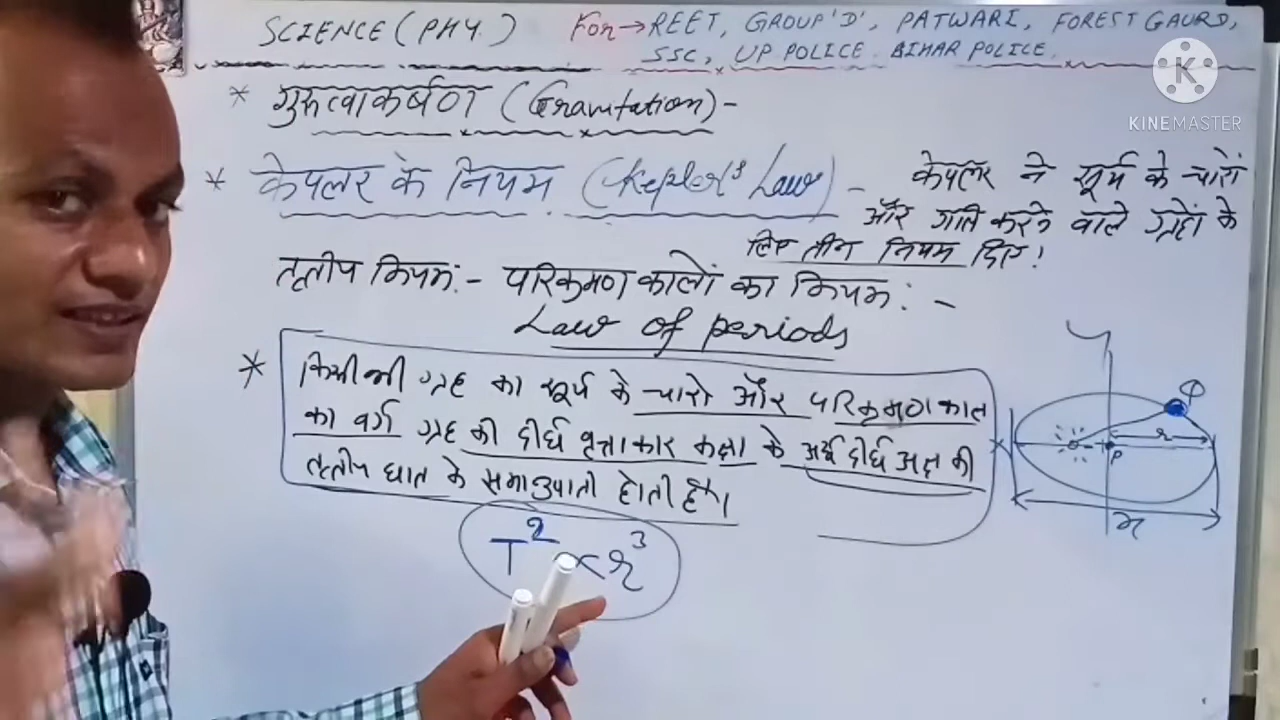 SCIENCE (PHY.) For → REET, GROUP 'D', PATWARI, FOREST GAURD,
SSC, UP POLICE. BIHAR POLICE.
K
KINEMASTER
* गुरुत्वाकर्षण (Gravitation) -
* केपलर के नियम (Kepler's Law) - केपलर ने सूर्य के चारों
और गति करने वाले ग्रहों के
लिए तीन नियम दिए!
तृतीय नियम:- परिक्रमण कालों का नियम: -
Law of periods
* किसी भी ग्रह का सूर्य के चारो और परिक्रमण काल
का वर्ग ग्रह की दीर्घ वृत्ताकार कक्षा के अर्ध दीर्घ अक्ष की
तृतीय घात के समानुपाती होती है।
T² ∝ r³
P
r
x